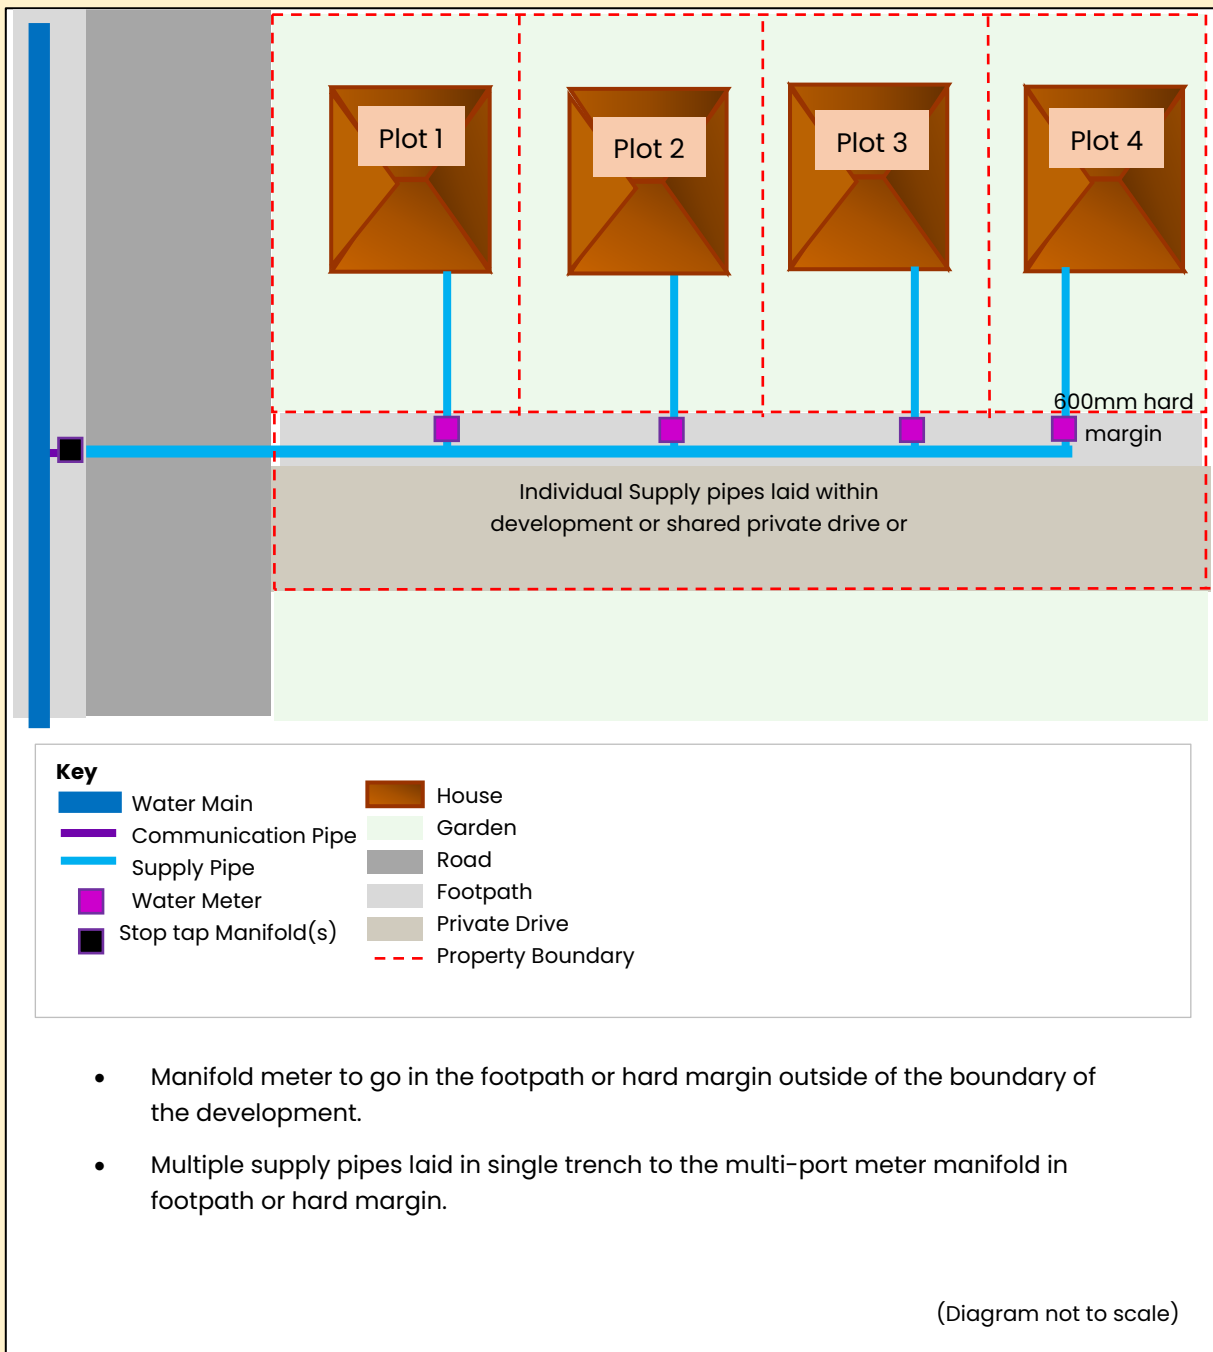 Plot 1
Plot 2
Plot 3
Plot 4
600mm hard
margin
Individual Supply pipes laid within
development or shared private drive or
Key
Water Main
Communication Pipe
Supply Pipe
Water Meter
Stop tap Manifold(s)
House
Garden
Road
Footpath
Private Drive
Property Boundary
• Manifold meter to go in the footpath or hard margin outside of the boundary of
the development.
• Multiple supply pipes laid in single trench to the multi-port meter manifold in
footpath or hard margin.
(Diagram not to scale)